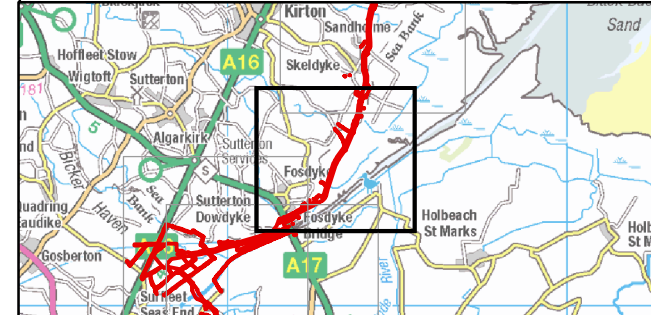 Kirton
Sand
Sandholme
Sea Bank
Hoffleet Stow
A16
Skeldyke
Wigtoft
Sutterton
181
5
Algarkirk
Sutterton
Services
S
Bicker
Haven
Sea
Bank
Fosdyke
Sutterton
Dowdyke
Fosdyke
Bridge
Holbeach
St Marks
Gosberton
A17
River
Surfleet
Seas End